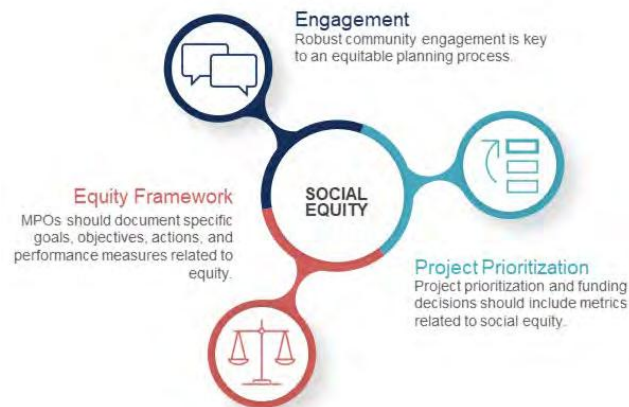 Engagement
Robust community engagement is key
to an equitable planning process.
SOCIAL
EQUITY
Equity Framework
MPOs should document specific
goals, objectives, actions, and
performance measures related to
equity.
Project Prioritization
Project prioritization and funding
decisions should include metrics
related to social equity.